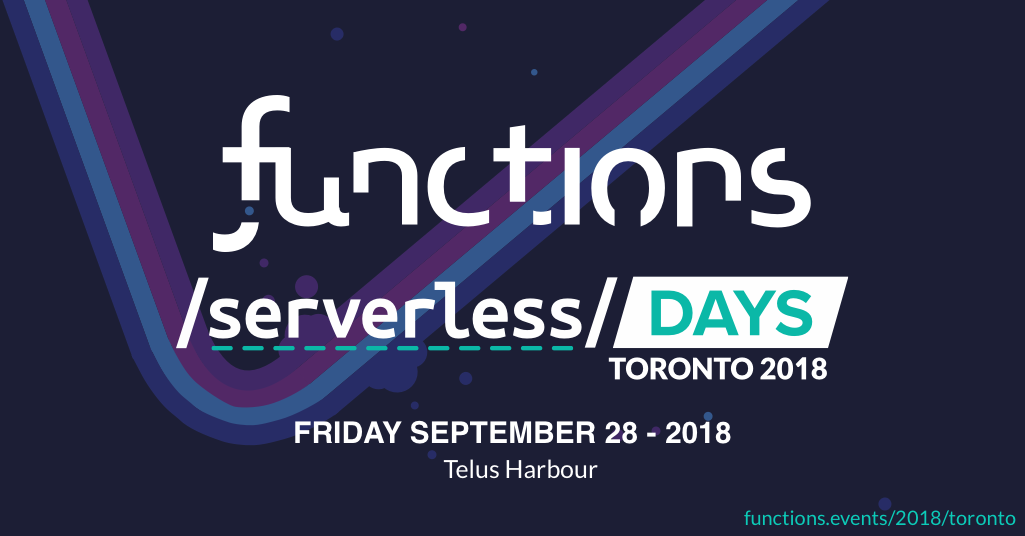 functions
/serverless/DAYS
TORONTO 2018
FRIDAY SEPTEMBER 28 - 2018
Telus Harbour
functions.events/2018/toronto